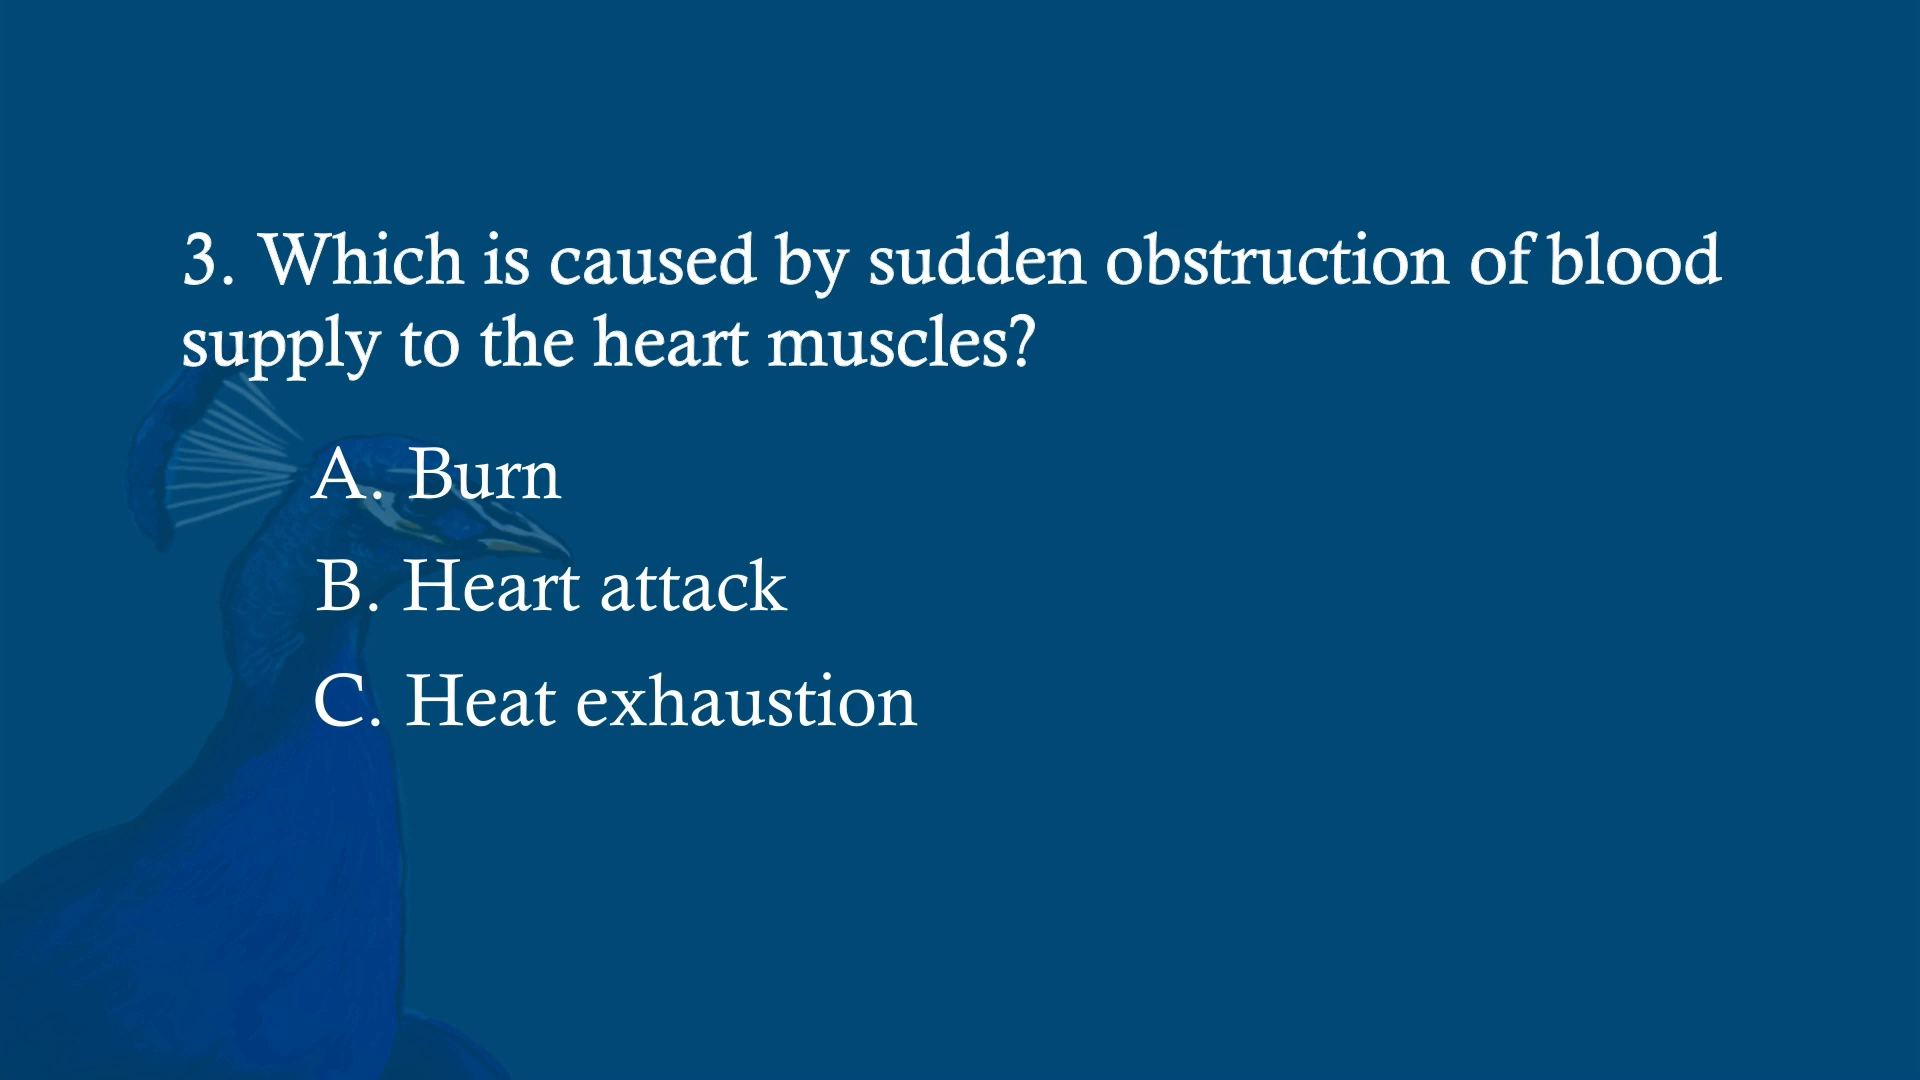 3. Which is caused by sudden obstruction of blood
supply to the heart muscles?
A. Burn
B. Heart attack
C. Heat exhaustion